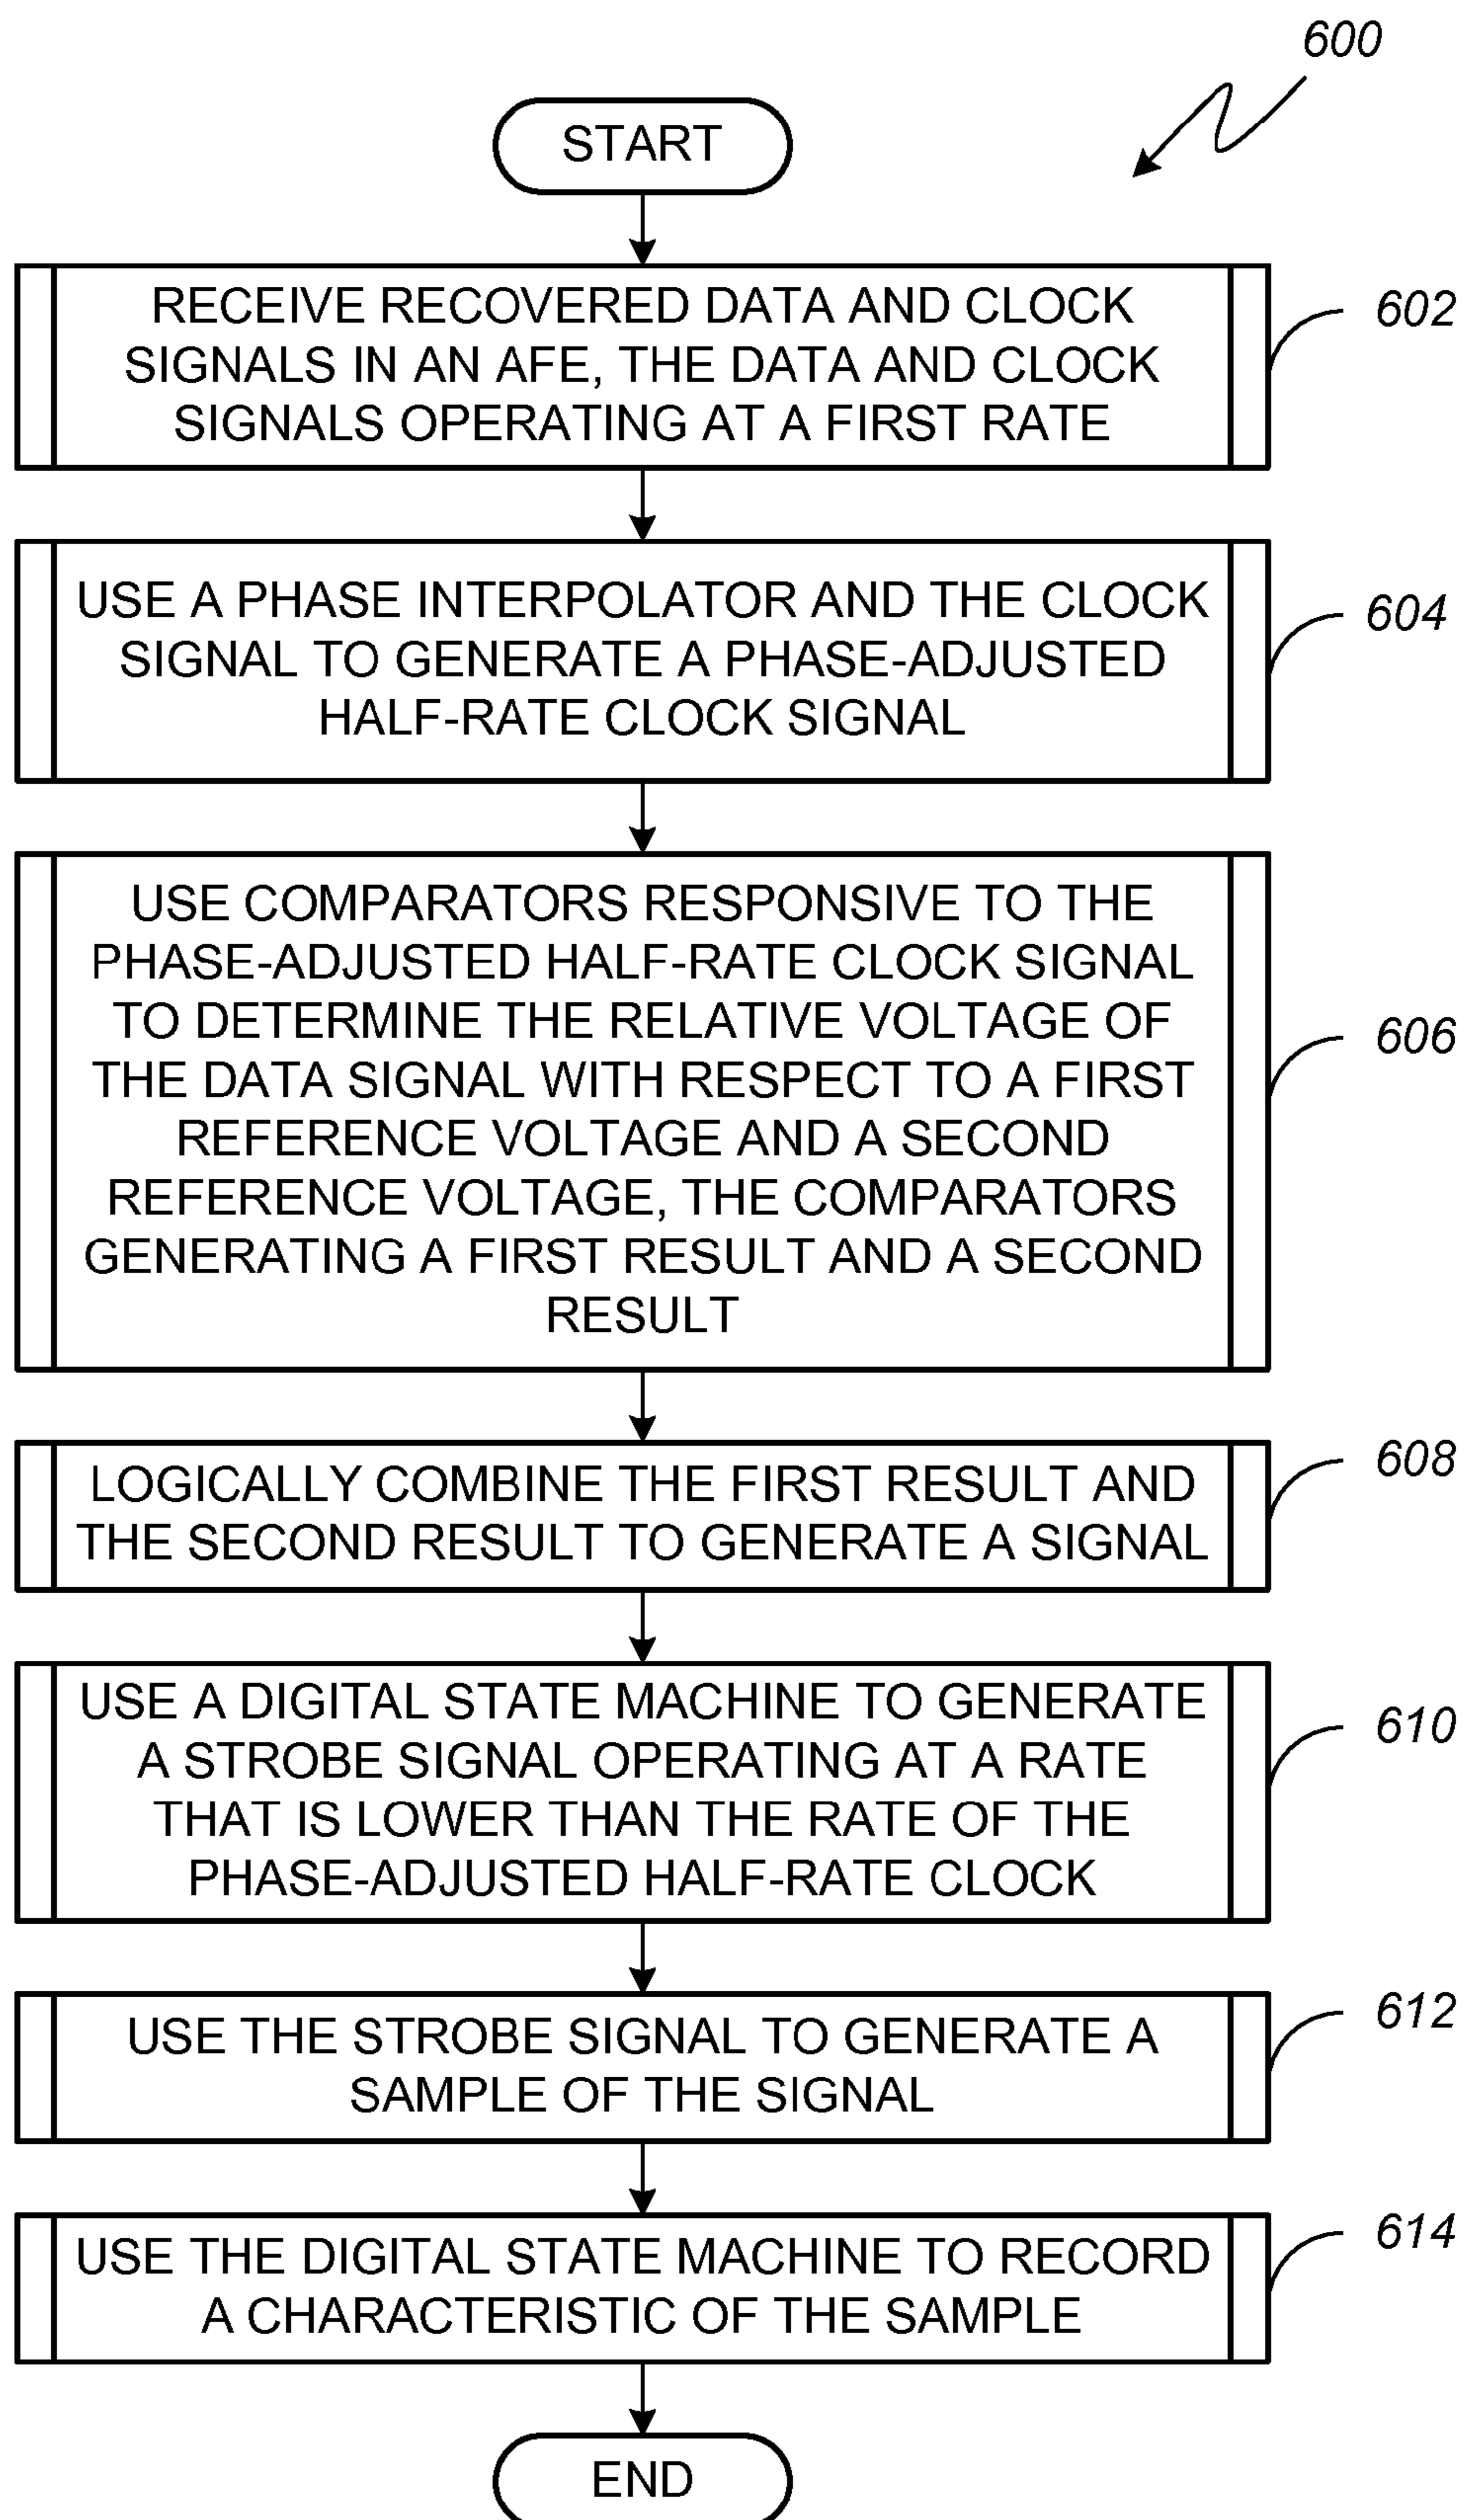 600
START
RECEIVE RECOVERED DATA AND CLOCK
SIGNALS IN AN AFE, THE DATA AND CLOCK
SIGNALS OPERATING AT A FIRST RATE
602
USE A PHASE INTERPOLATOR AND THE CLOCK
SIGNAL TO GENERATE A PHASE-ADJUSTED
HALF-RATE CLOCK SIGNAL
604
USE COMPARATORS RESPONSIVE TO THE
PHASE-ADJUSTED HALF-RATE CLOCK SIGNAL
TO DETERMINE THE RELATIVE VOLTAGE OF
THE DATA SIGNAL WITH RESPECT TO A FIRST
REFERENCE VOLTAGE AND A SECOND
REFERENCE VOLTAGE, THE COMPARATORS
GENERATING A FIRST RESULT AND A SECOND
RESULT
606
LOGICALLY COMBINE THE FIRST RESULT AND
THE SECOND RESULT TO GENERATE A SIGNAL
608
USE A DIGITAL STATE MACHINE TO GENERATE
A STROBE SIGNAL OPERATING AT A RATE
THAT IS LOWER THAN THE RATE OF THE
PHASE-ADJUSTED HALF-RATE CLOCK
610
USE THE STROBE SIGNAL TO GENERATE A
SAMPLE OF THE SIGNAL
612
USE THE DIGITAL STATE MACHINE TO RECORD
A CHARACTERISTIC OF THE SAMPLE
614
END